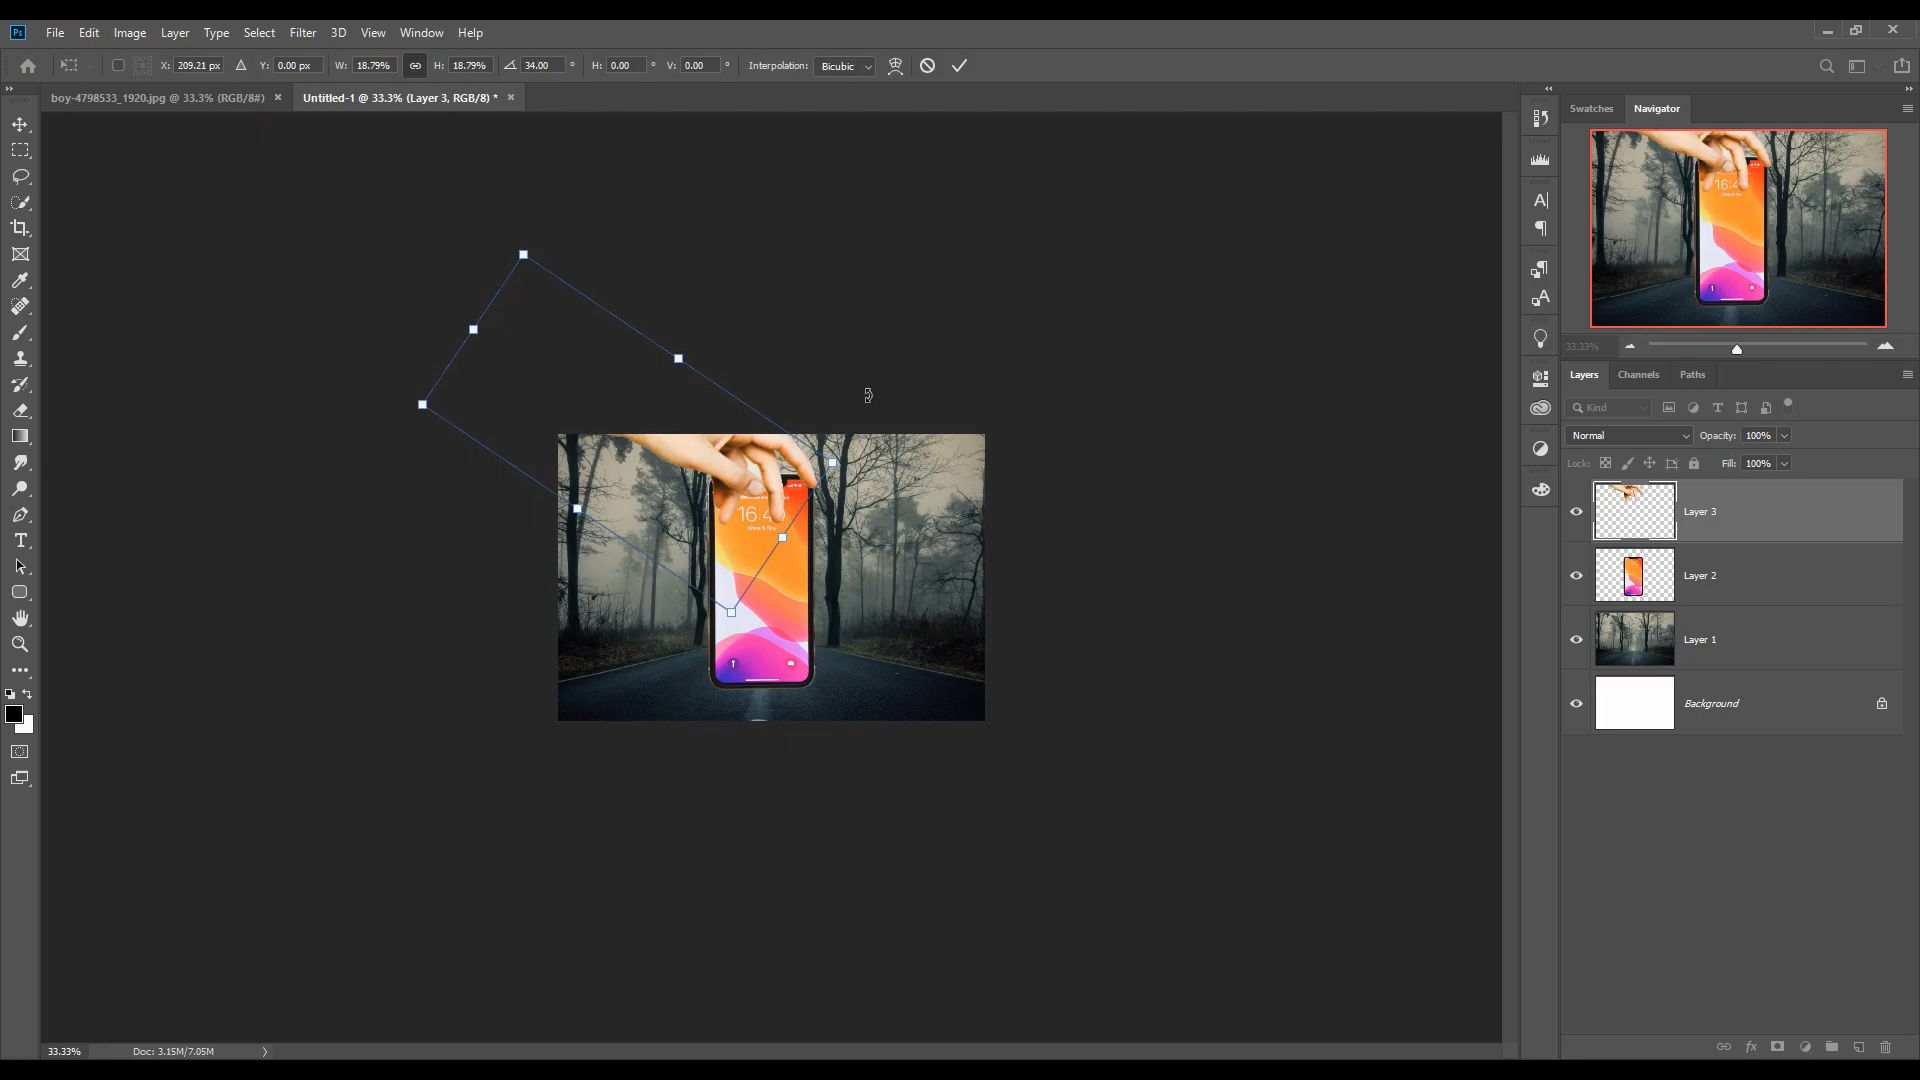 Ps File Edit Image Layer Type Select Filter 3D View Window Help
X: 209.21 px Y: 0.00 px W: 18.79% H: 18.79% 34.00 ° H: 0.00 ° V: 0.00 ° Interpolation: Bicubic
boy-4798533_1920.jpg @ 33.3% (RGB/8#) × Untitled-1 @ 33.3% (Layer 3, RGB/8) * ×
Swatches Navigator
33.33%
Layers Channels Paths
Kind
Normal Opacity: 100%
Lock: Fill: 100%
Layer 3
Layer 2
Layer 1
Background
33.33% Doc: 3.15M/7.05M